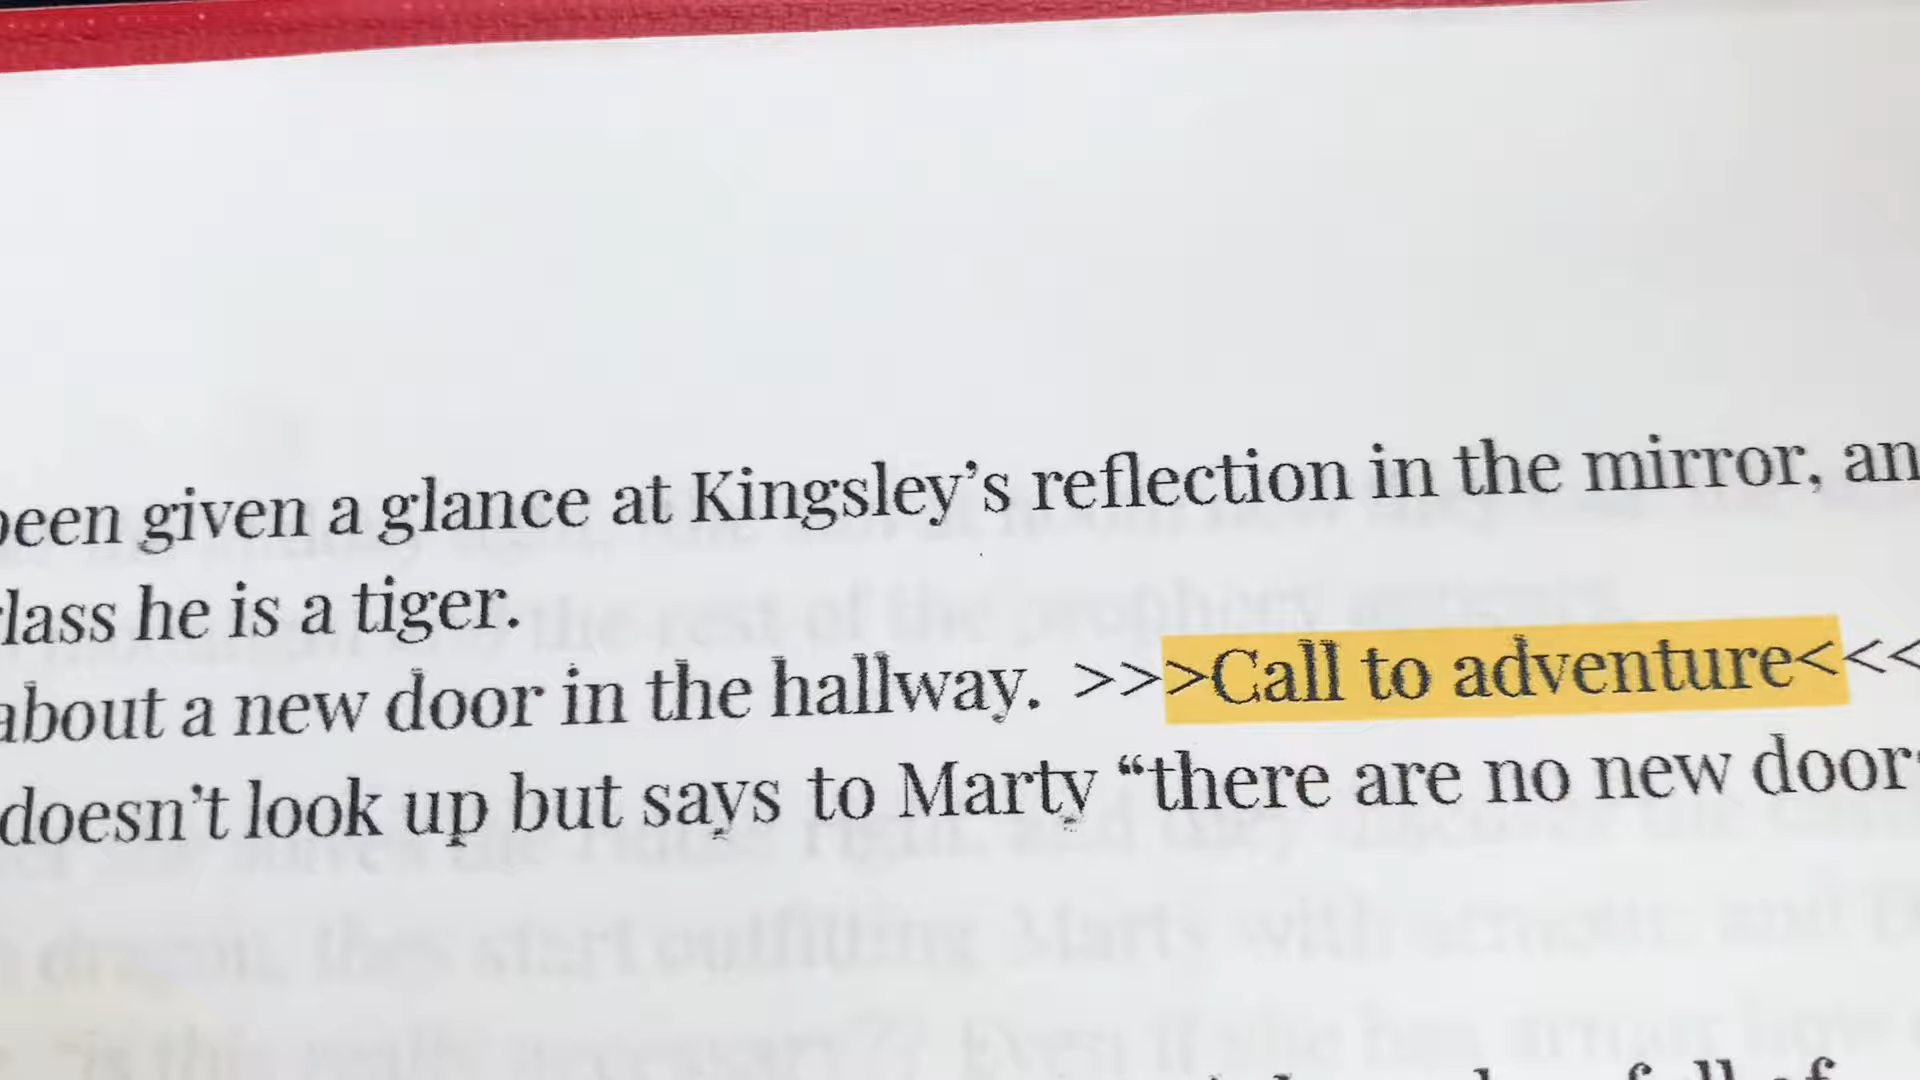 been given a glance at Kingsley’s reflection in the mirror, an
lass he is a tiger.
about a new door in the hallway. >>>Call to adventure<<<
doesn’t look up but says to Marty “there are no new door